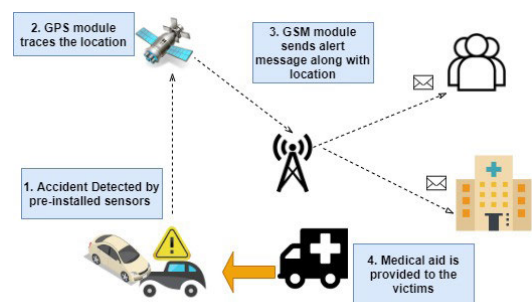 2. GPS module
traces the location
3. GSM module
sends alert
message along with
location
1. Accident Detected by
pre-installed sensors
4. Medical aid is
provided to the
victims